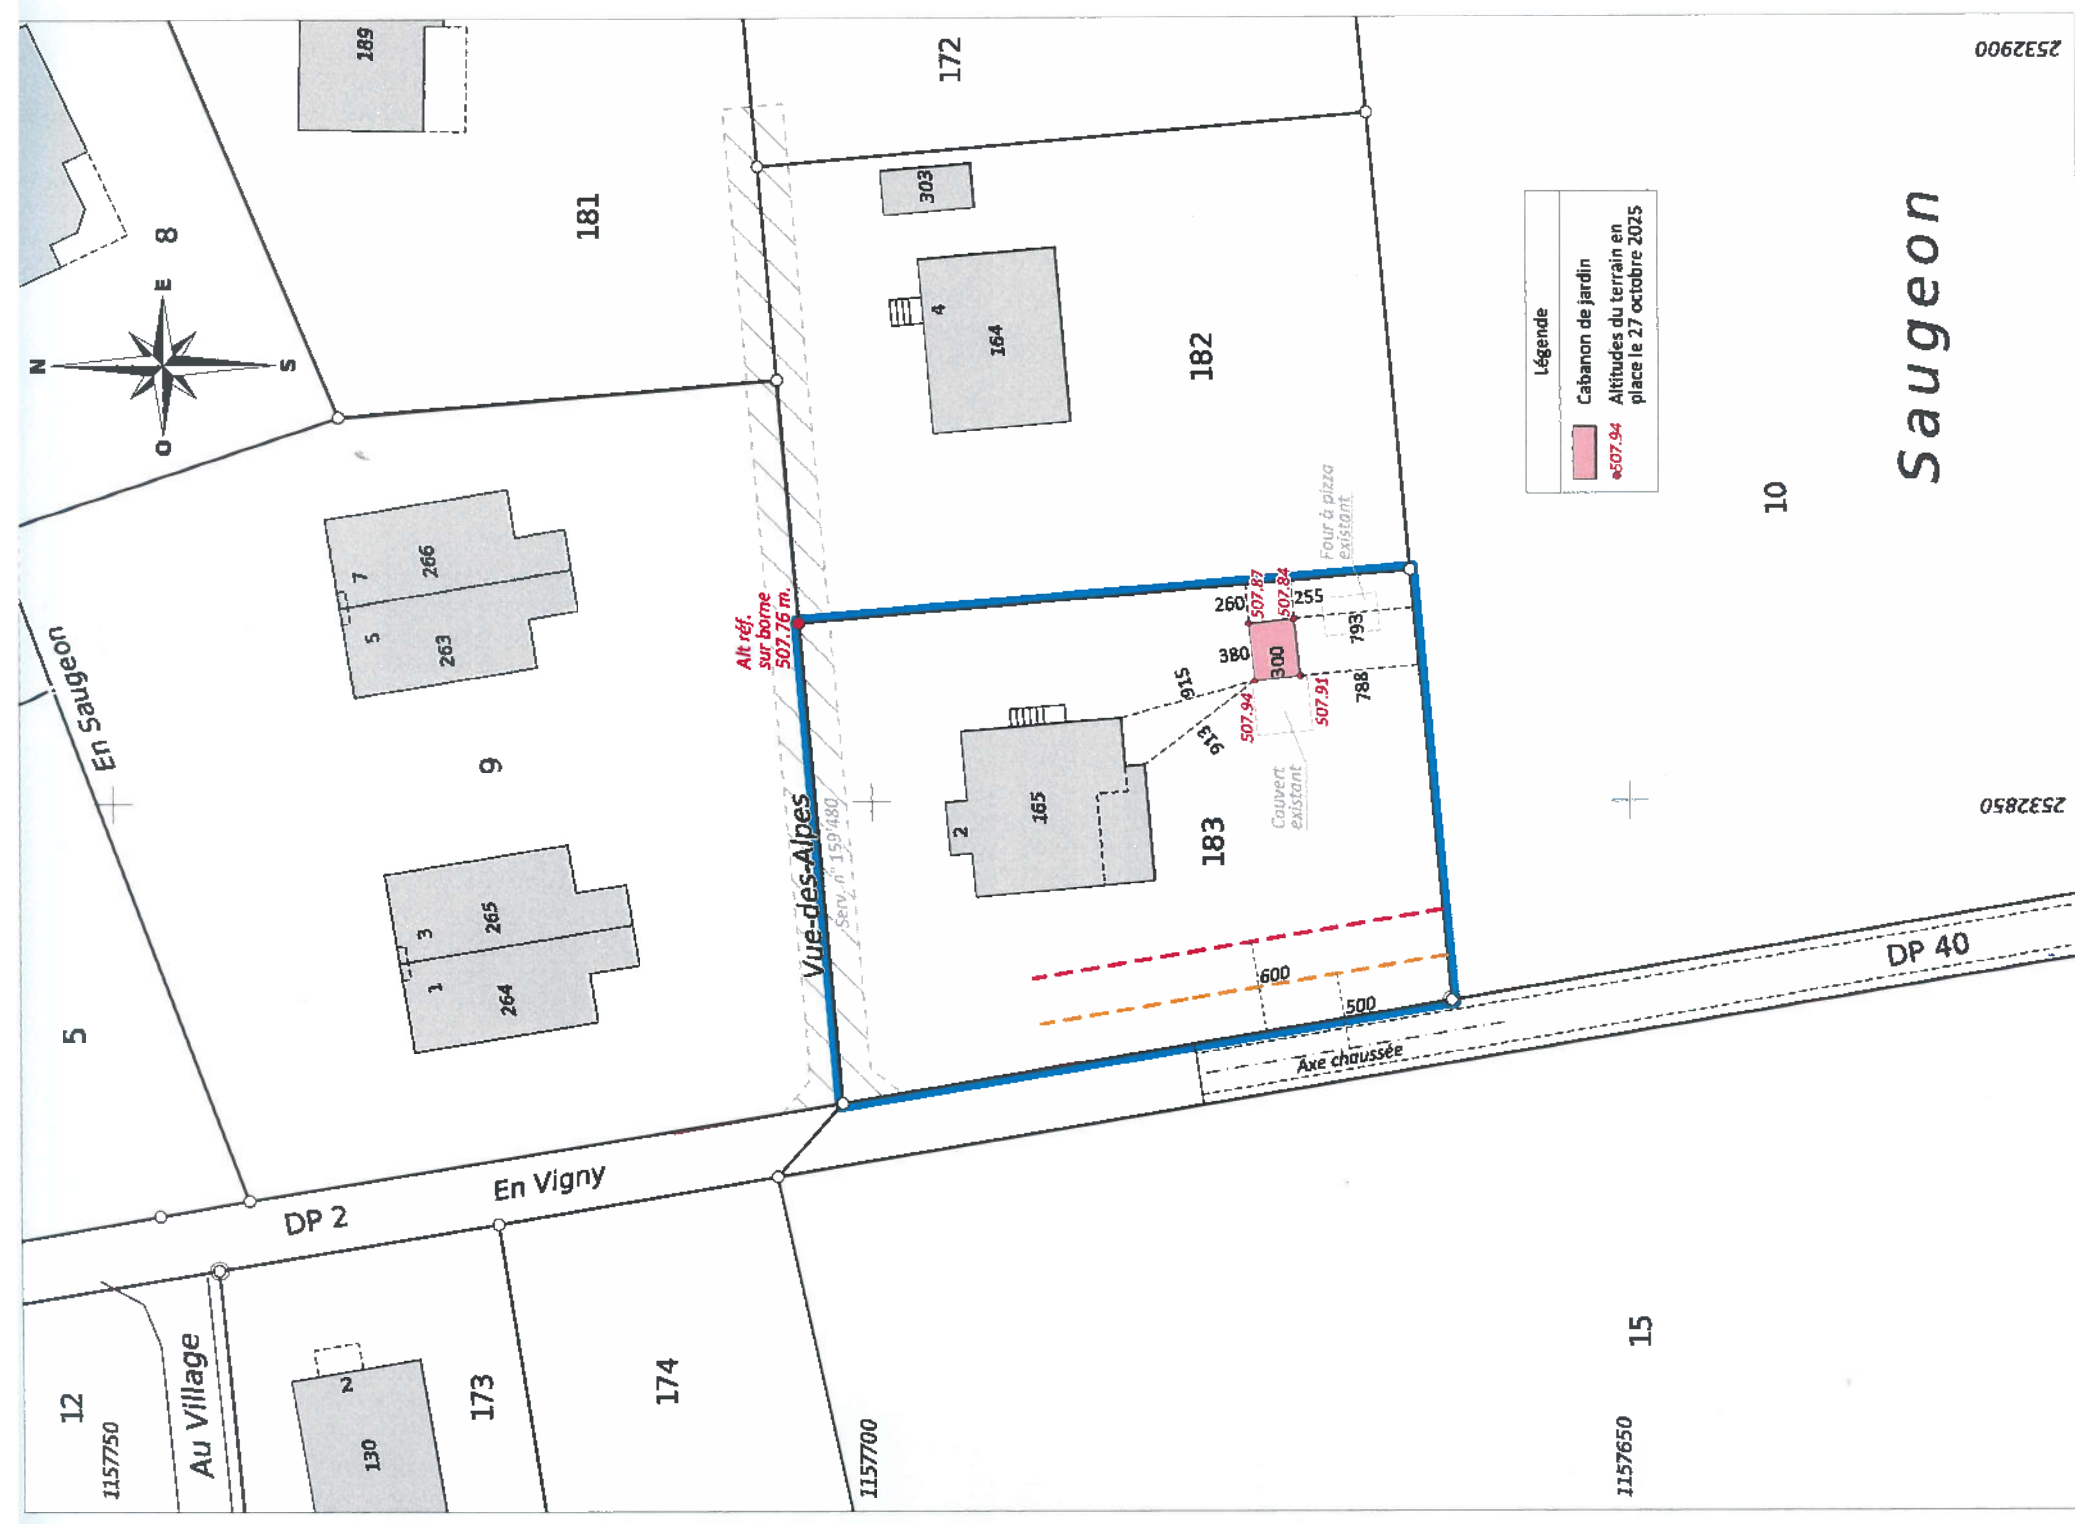 189
172
2532900
8
N
E
S
O
181
303
4
164
182
Légende
Cabanon de jardin
507.94 Altitudes du terrain en
place le 27 octobre 2025
Saugeon
10
En Saugeon
7
266
5
263
9
Alt réf.
sur borne
507.76 m.
Four à pizza
existant
260
507.87
507.84
255
380
300
793
915
913
507.94
507.91
788
Couvert
existant
2
165
183
Vue-des-Alpes
Serv. n° 159'480
2532850
3
265
1
264
5
600
500
Axe chaussée
DP 40
En Vigny
DP 2
12
1157750
Au Village
2
130
173
174
1157700
15
1157650